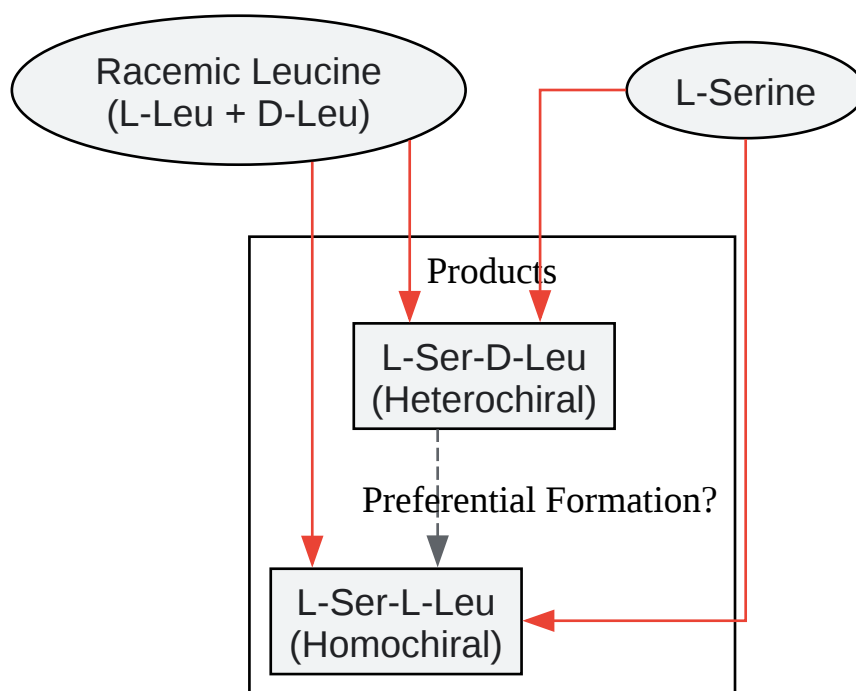 Racemic Leucine
(L-Leu + D-Leu)
L-Serine
Products
L-Ser-D-Leu
(Heterochiral)
Preferential Formation?
L-Ser-L-Leu
(Homochiral)